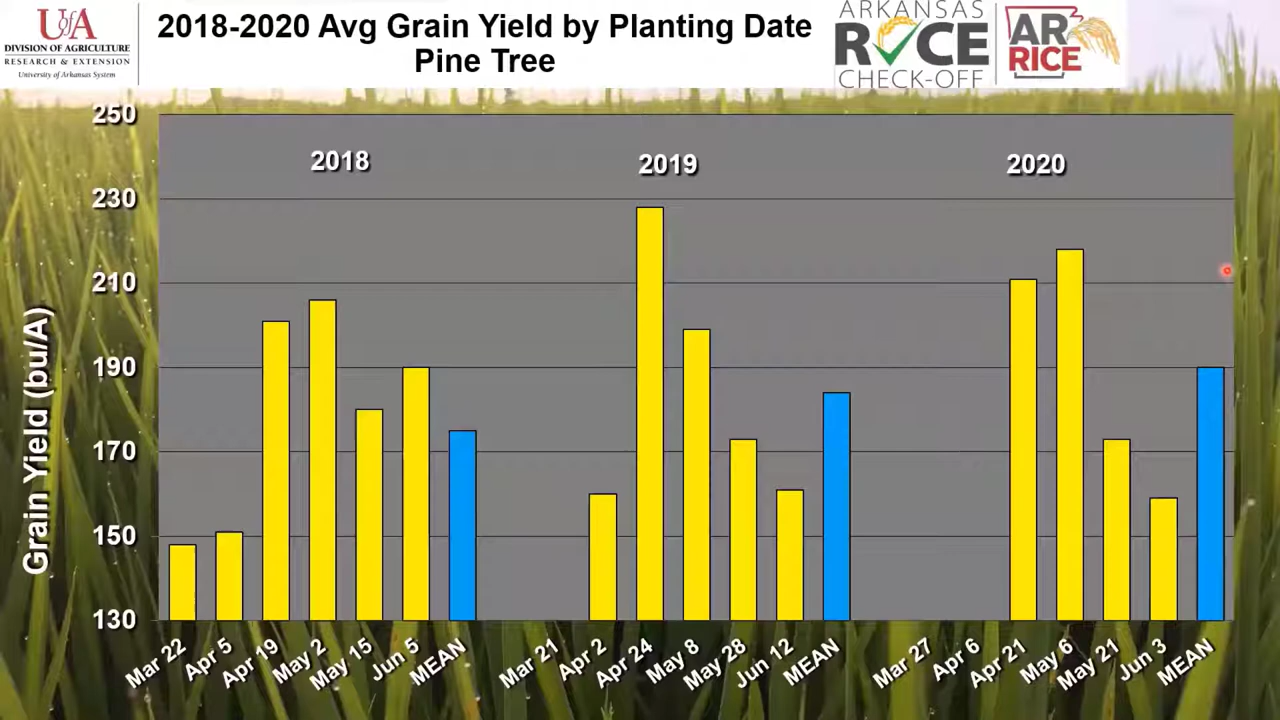 UofA
DIVISION OF AGRICULTURE
RESEARCH & EXTENSION
University of Arkansas System
2018-2020 Avg Grain Yield by Planting Date
Pine Tree
ARKANSAS
RICE
CHECK-OFF
AR
RICE
250
230
210
190
170
150
130
Grain Yield (bu/A)
2018
2019
2020
Mar 22
Apr 5
Apr 19
May 2
May 15
Jun 5
MEAN
Mar 21
Apr 2
Apr 24
May 8
May 28
Jun 12
MEAN
Mar 27
Apr 6
Apr 21
May 6
May 21
Jun 3
MEAN